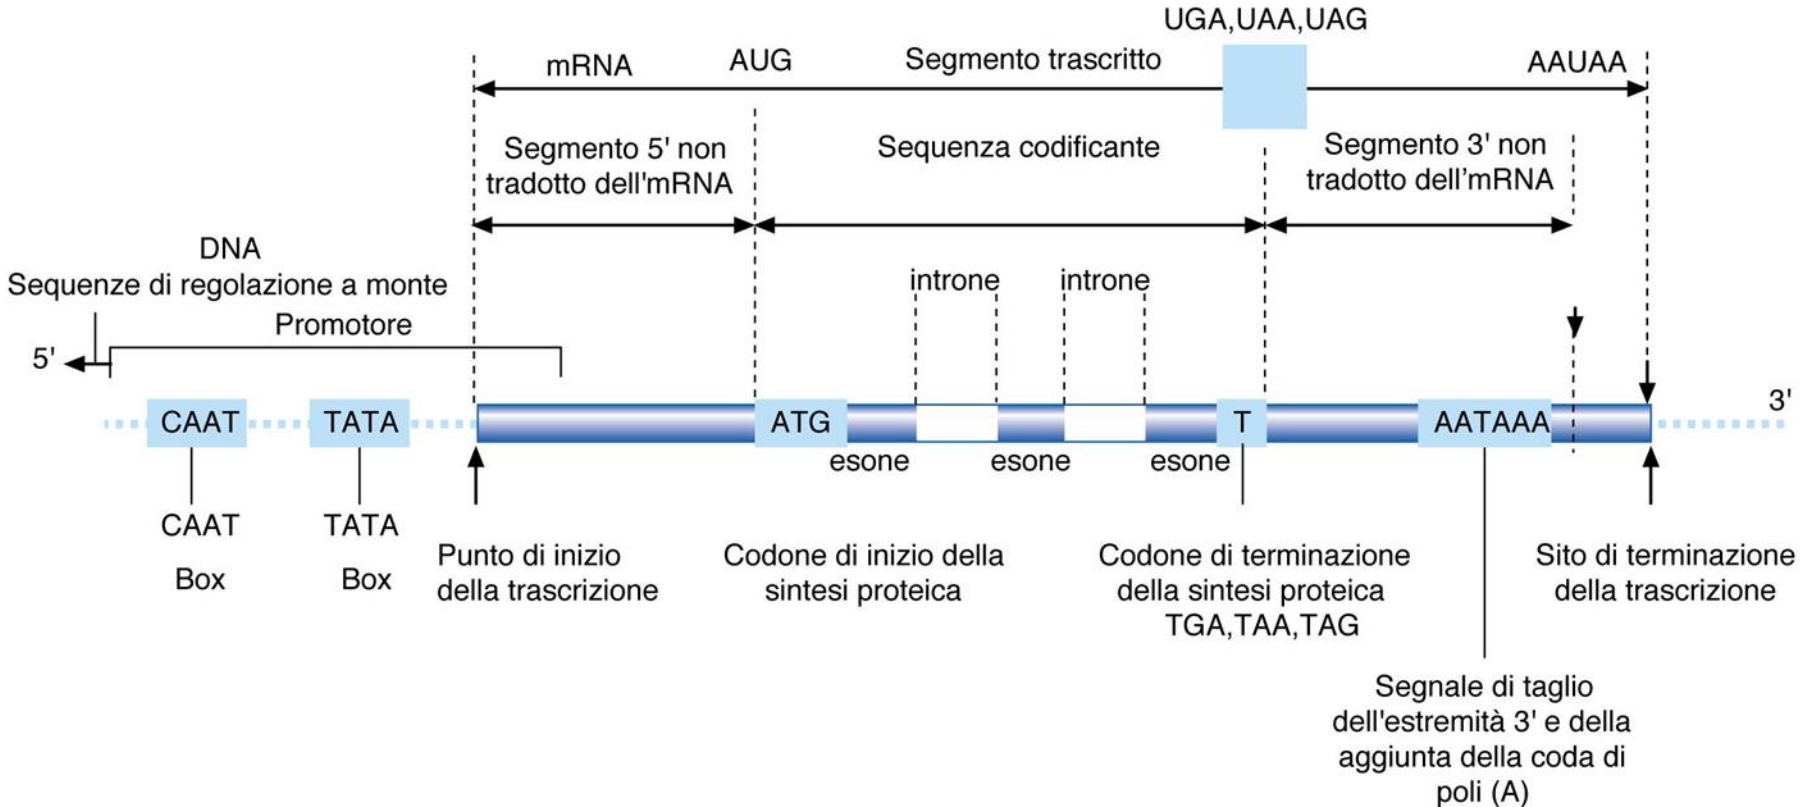 UGA,UAA,UAG
mRNA
AUG
Segmento trascritto
AAUAA
Segmento 5' non
tradotto dell'mRNA
Sequenza codificante
Segmento 3' non
tradotto dell'mRNA
DNA
Sequenze di regolazione a monte
Promotore
introne
introne
5'
3'
CAAT
TATA
ATG
T
AATAAA
esone
esone
esone
CAAT
Box
TATA
Box
Punto di inizio
della trascrizione
Codone di inizio della
sintesi proteica
Codone di terminazione
della sintesi proteica
TGA,TAA,TAG
Sito di terminazione
della trascrizione
Segnale di taglio
dell'estremità 3' e della
aggiunta della coda di
poli (A)